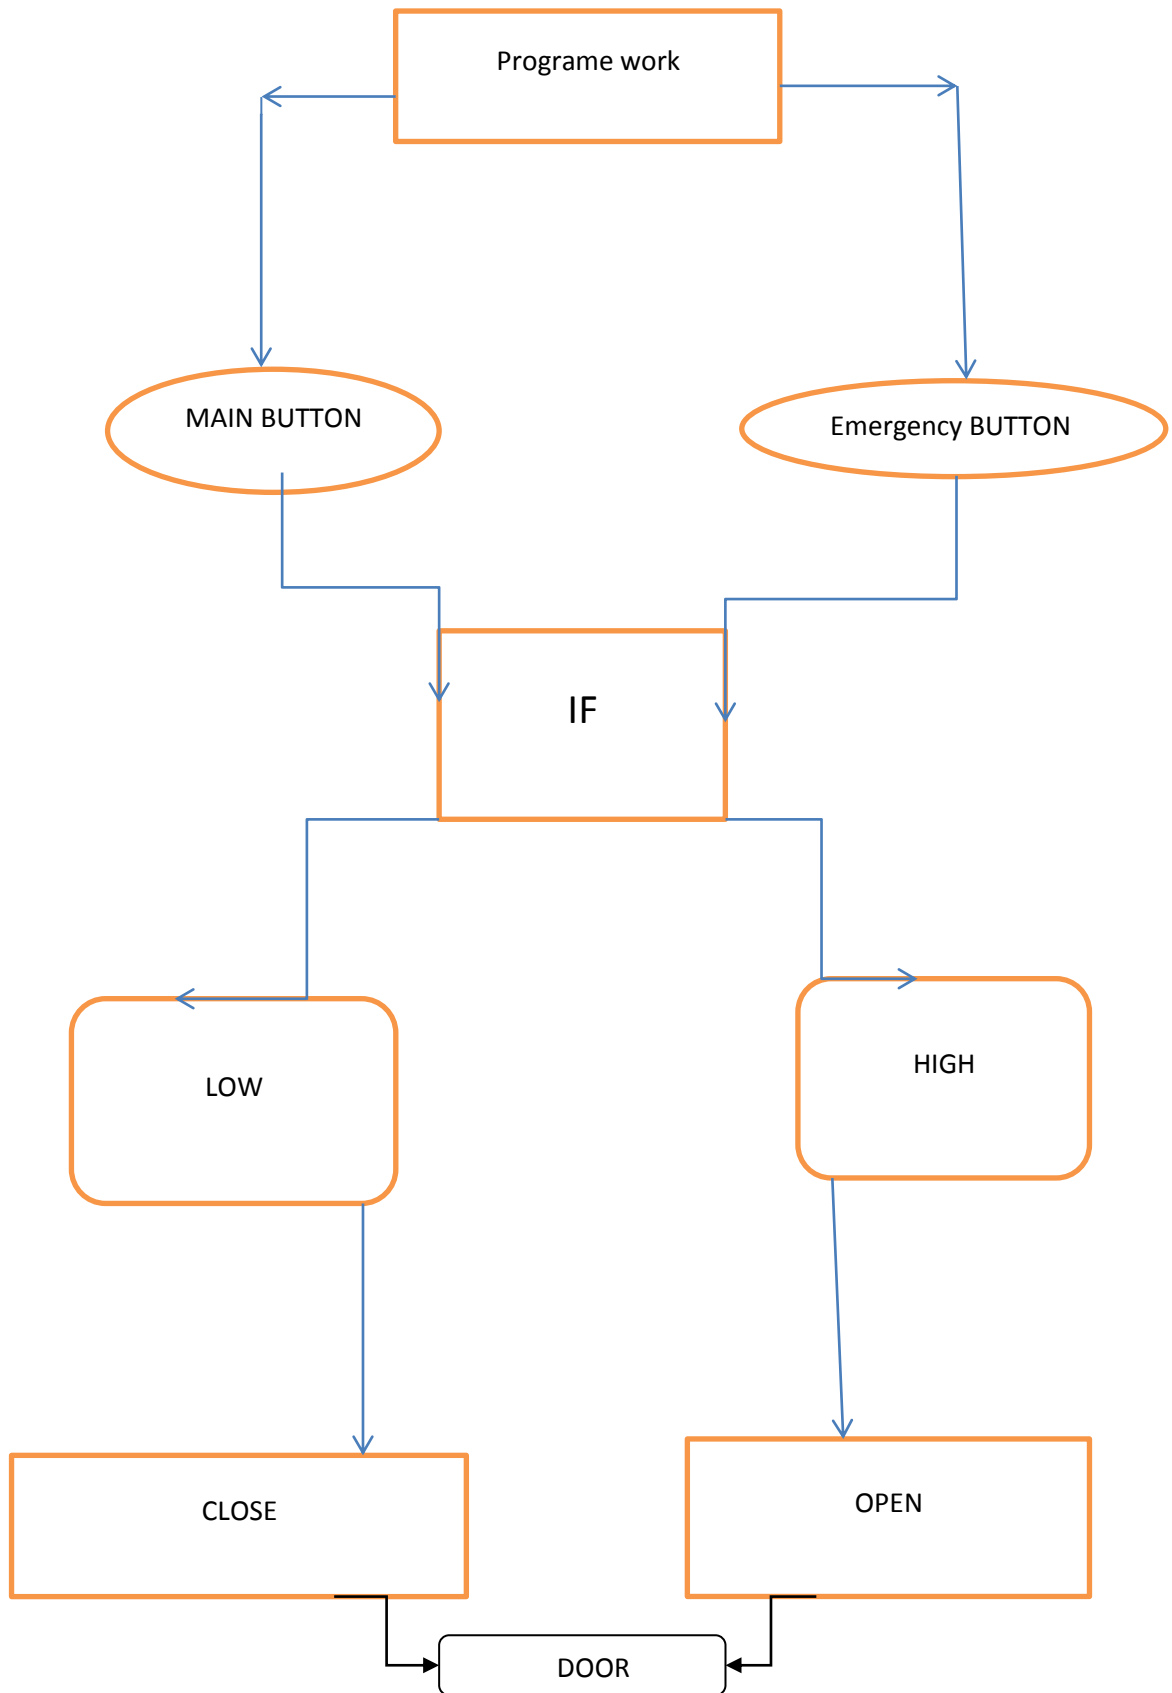 Programe work
MAIN BUTTON
Emergency BUTTON
IF
LOW
HIGH
CLOSE
OPEN
DOOR